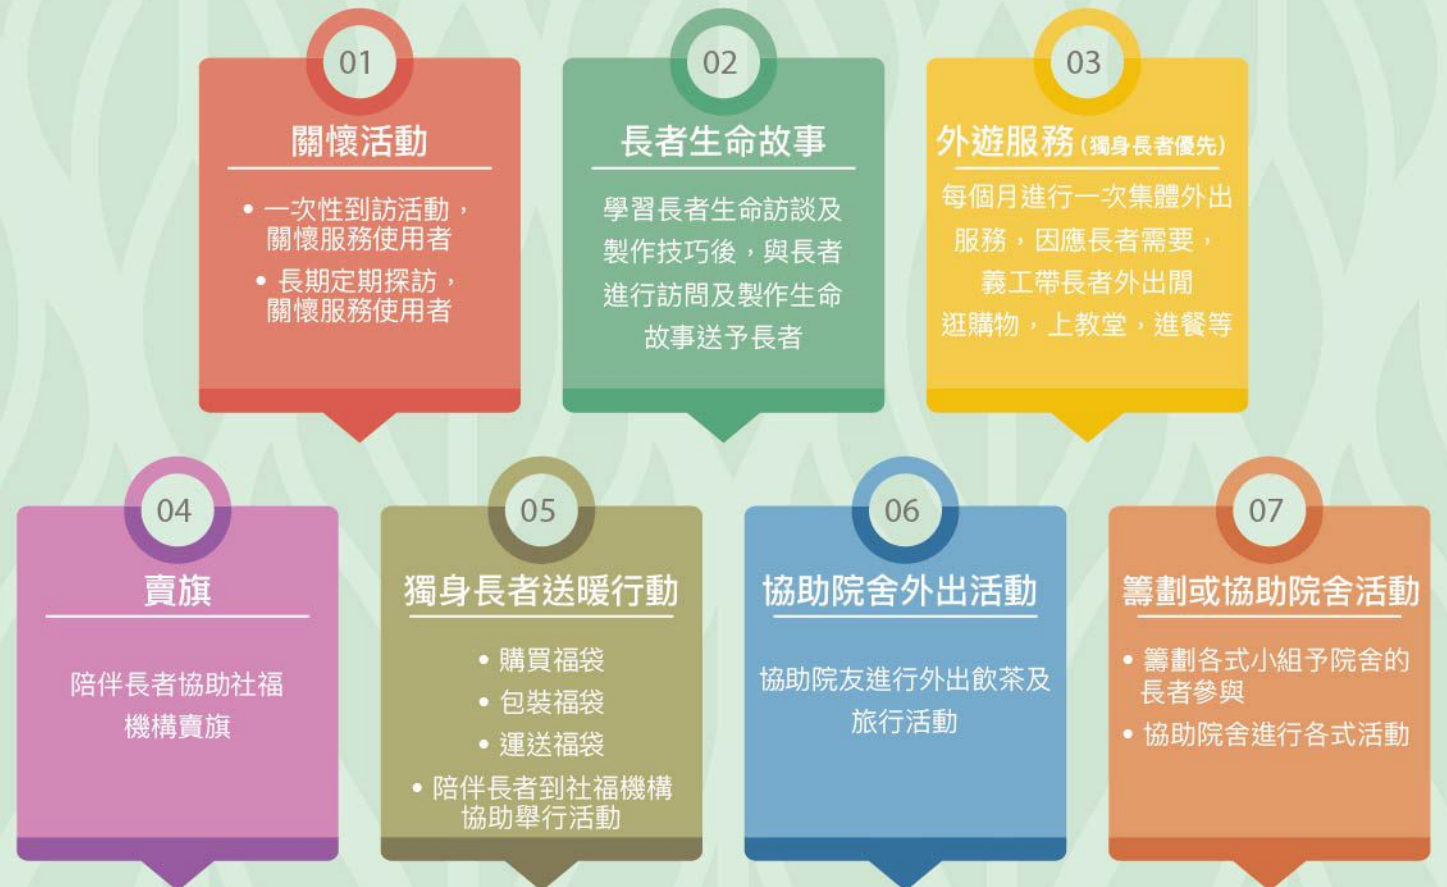 01
關懷活動
• 一次性到訪活動，
關懷服務使用者
• 長期定期探訪，
關懷服務使用者
02
長者生命故事
學習長者生命訪談及
製作技巧後，與長者
進行訪問及製作生命
故事送予長者
03
外遊服務(獨身長者優先)
每個月進行一次集體外出
服務，因應長者需要，
義工帶長者外出閒
逛購物，上教堂，進餐等
04
賣旗
陪伴長者協助社福
機構賣旗
05
獨身長者送暖行動
• 購買福袋
• 包裝福袋
• 運送福袋
• 陪伴長者到社福機構
協助舉行活動
06
協助院舍外出活動
協助院友進行外出飲茶及
旅行活動
07
籌劃或協助院舍活動
• 籌劃各式小組予院舍的
長者參與
• 協助院舍進行各式活動